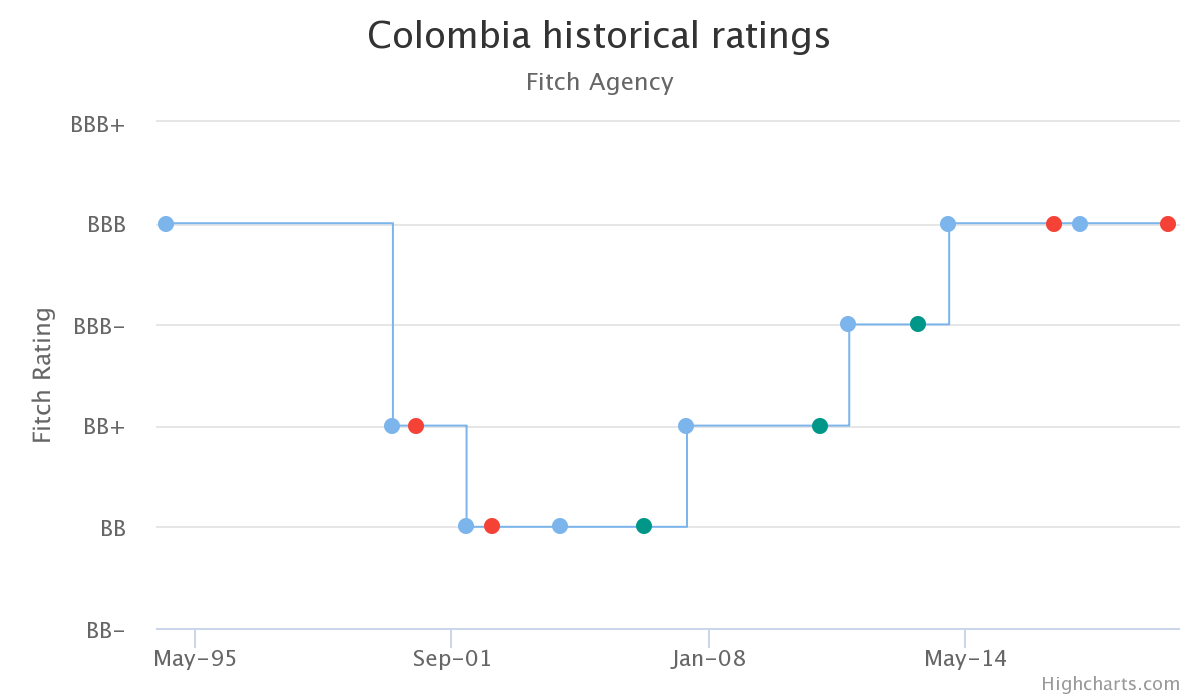 Colombia historical ratings
Fitch Agency
Fitch Rating
BBB+
BBB
BBB–
BB+
BB
BB–
May–95
Sep–01
Jan–08
May–14
Highcharts.com